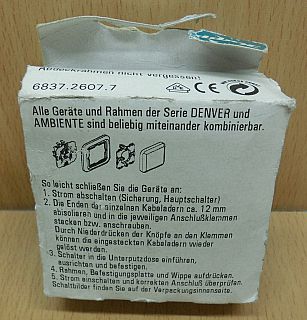 Abdeckrahmen nicht vergessen!
6837.2607.7
CE
Alle Geräte und Rahmen der Serie DENVER und
AMBIENTE sind beliebig miteinander kombinierbar.
So leicht schließen Sie die Geräte an:
1. Strom abschalten (Sicherung, Hauptschalter)
2. Die Enden der einzelnen Kabeladern ca. 12 mm
absolieren und in die jeweiligen Anschlußklemmen
stecken bzw. anschrauben.
Durch Niederdrücken der Knöpfe an den Klemmen
können die eingesteckten Kabeladern wieder
gelöst werden.
3. Schalter in die Unterputzdose einführen,
ausrichten und befestigen.
4. Rahmen, Befestigungsplatte und Wippe aufdrücken.
5. Strom einschalten und korrekten Anschluß überprüfen.
Schaltbilder finden Sie auf der Verpackungsinnenseite.